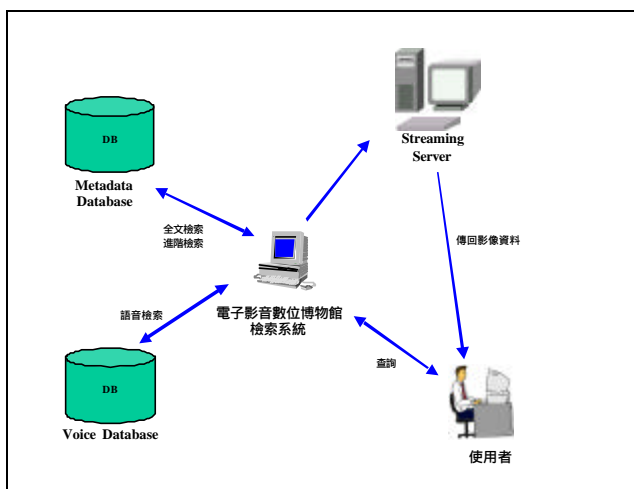 DB
Metadata
Database
全文檢索
進階檢索
Streaming
Server
傳回影像資料
電子影音數位博物館
檢索系統
語音檢索
查詢
DB
Voice Database
使用者